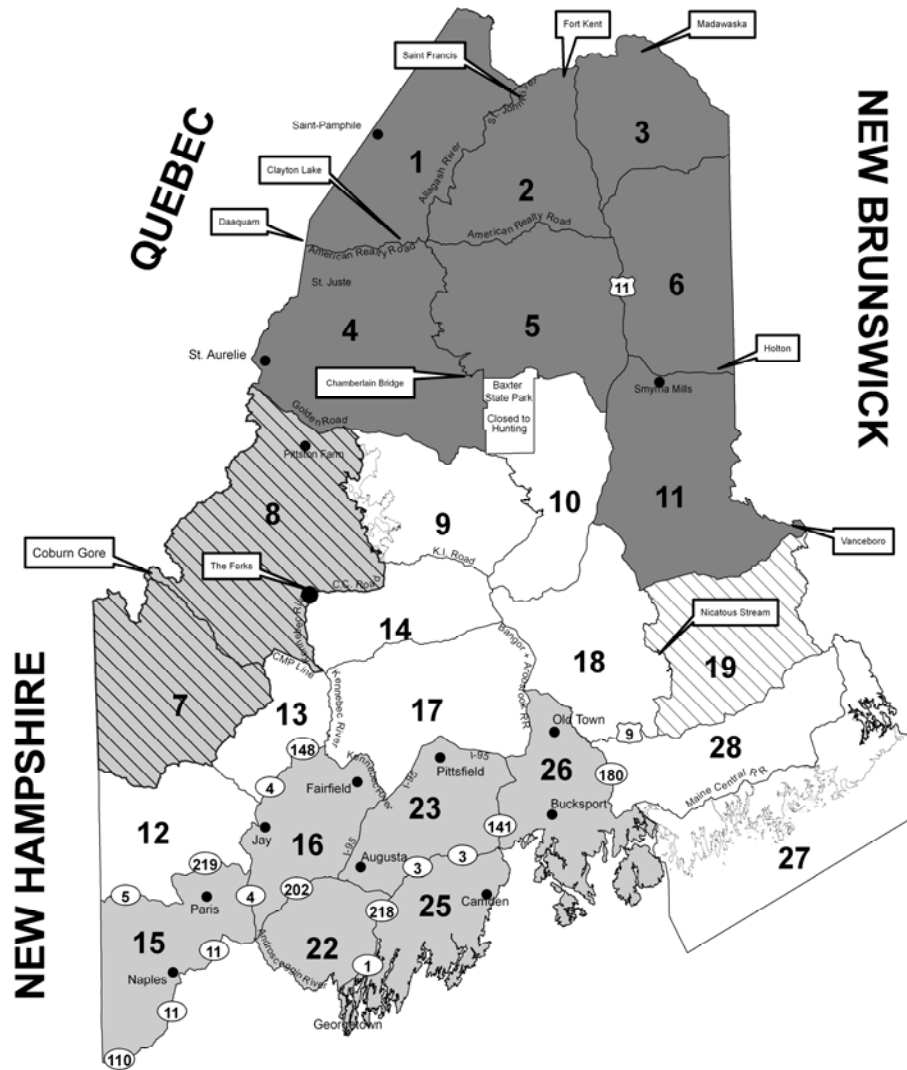 Fort Kent
Madawaska
Saint Francis
St. John River
NEW BRUNSWICK
QUEBEC
Saint-Pamphile
3
1
Allagash River
Clayton Lake
2
Daaquam
American Realty Road
American Realty Road
St. Juste
11
6
4
5
St. Aurelie
Holton
Chamberlain Bridge
Baxter
State Park
Closed to
Hunting
Smyrna Mills
Golden Road
Pittston Farm
10
11
8
9
Vanceboro
Coburn Gore
The Forks
K.I. Road
C.C. Road
Nicatous Stream
Kennebec River
14
Bangor + Aroostook RR
18
19
NEW HAMPSHIRE
CMP Line
7
13
Kennebec River
17
Old Town
9
28
148
I-95
Pittsfield
26
180
Maine Central RR
4
Fairfield
Kennebec River
I-95
23
Bucksport
27
12
Jay
16
I-95
141
219
Augusta
3
3
5
Paris
4
202
218
25
Camden
15
11
22
Androscoggin River
1
Naples
11
Georgetown
110